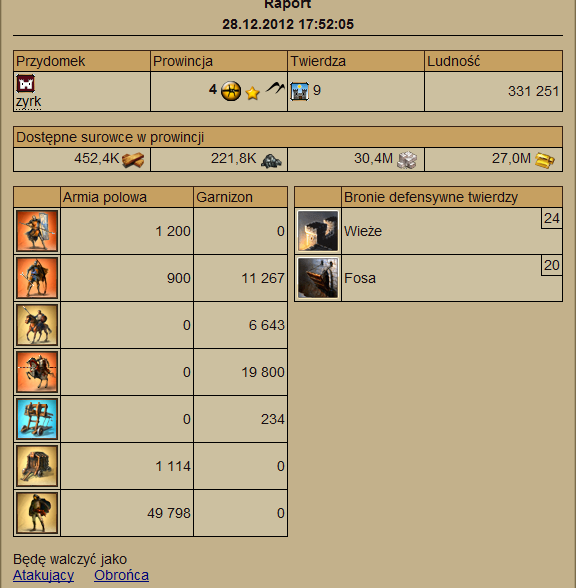 Raport
28.12.2012 17:52:05
Przydomek Prowincja Twierdza Ludność
zyrk 4 9 331 251
Dostępne surowce w prowincji
452,4K 221,8K 30,4M 27,0M
Armia polowa Garnizon Bronie defensywne twierdzy
1 200 0 Wieże 24
900 11 267 Fosa 20
0 6 643
0 19 800
0 234
1 114 0
49 798 0
Będę walczyć jako
Atakujący Obrońca